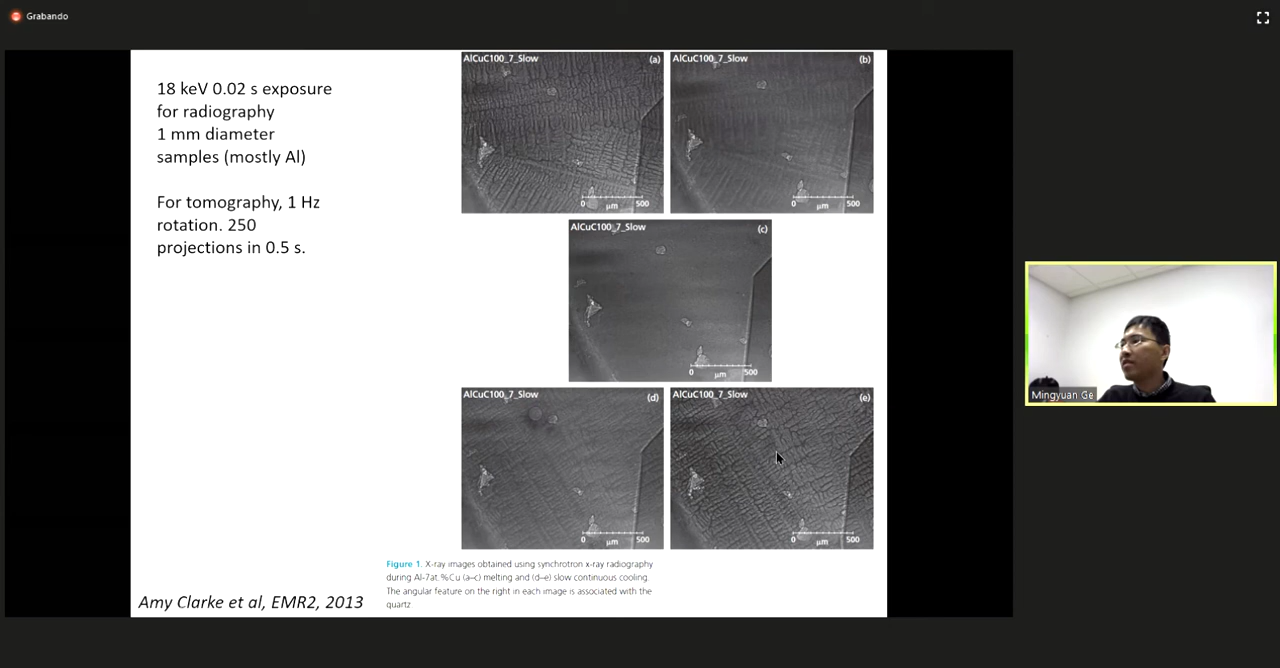 Grabando
18 keV 0.02 s exposure
for radiography
1 mm diameter
samples (mostly Al)
For tomography, 1 Hz
rotation. 250
projections in 0.5 s.
AlCuC100_7_Slow (a)
0 µm 500
AlCuC100_7_Slow (b)
0 µm 500
AlCuC100_7_Slow (c)
0 µm 500
AlCuC100_7_Slow (d)
0 µm 500
AlCuC100_7_Slow (e)
0 µm 500
Figure 1. X-ray images obtained using synchrotron x-ray radiography
during Al-7at.%Cu (a–c) melting and (d–e) slow continuous cooling.
The angular feature on the right in each image is associated with the
quartz
Amy Clarke et al, EMR2, 2013
Mingyuan Ge